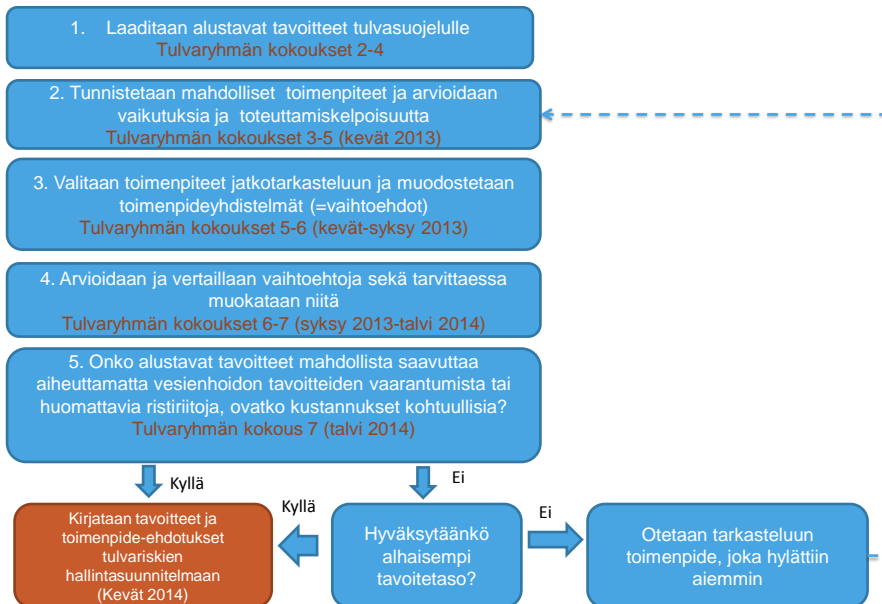 1. Laaditaan alustavat tavoitteet tulvasuojelulle
Tulvaryhmän kokoukset 2-4
2. Tunnistetaan mahdolliset toimenpiteet ja arvioidaan
vaikutuksia ja toteuttamiskelpoisuutta
Tulvaryhmän kokoukset 3-5 (kevät 2013)
3. Valitaan toimenpiteet jatkotarkasteluun ja muodostetaan
toimenpideyhdistelmät (=vaihtoehdot)
Tulvaryhmän kokoukset 5-6 (kevät-syksy 2013)
4. Arvioidaan ja vertaillaan vaihtoehtoja sekä tarvittaessa
muokataan niitä
Tulvaryhmän kokoukset 6-7 (syksy 2013-talvi 2014)
5. Onko alustavat tavoitteet mahdollista saavuttaa
aiheuttamatta vesienhoidon tavoitteiden vaarantumista tai
huomattavia ristiriitoja, ovatko kustannukset kohtuullisia?
Tulvaryhmän kokous 7 (talvi 2014)
Kyllä
Ei
Kirjataan tavoitteet ja
toimenpide-ehdotukset
tulvariskien
hallintasuunnitelmaan
(Kevät 2014)
Kyllä
Hyväksytäänkö
alhaisempi
tavoitetaso?
Ei
Otetaan tarkasteluun
toimenpide, joka hylättiin
aiemmin